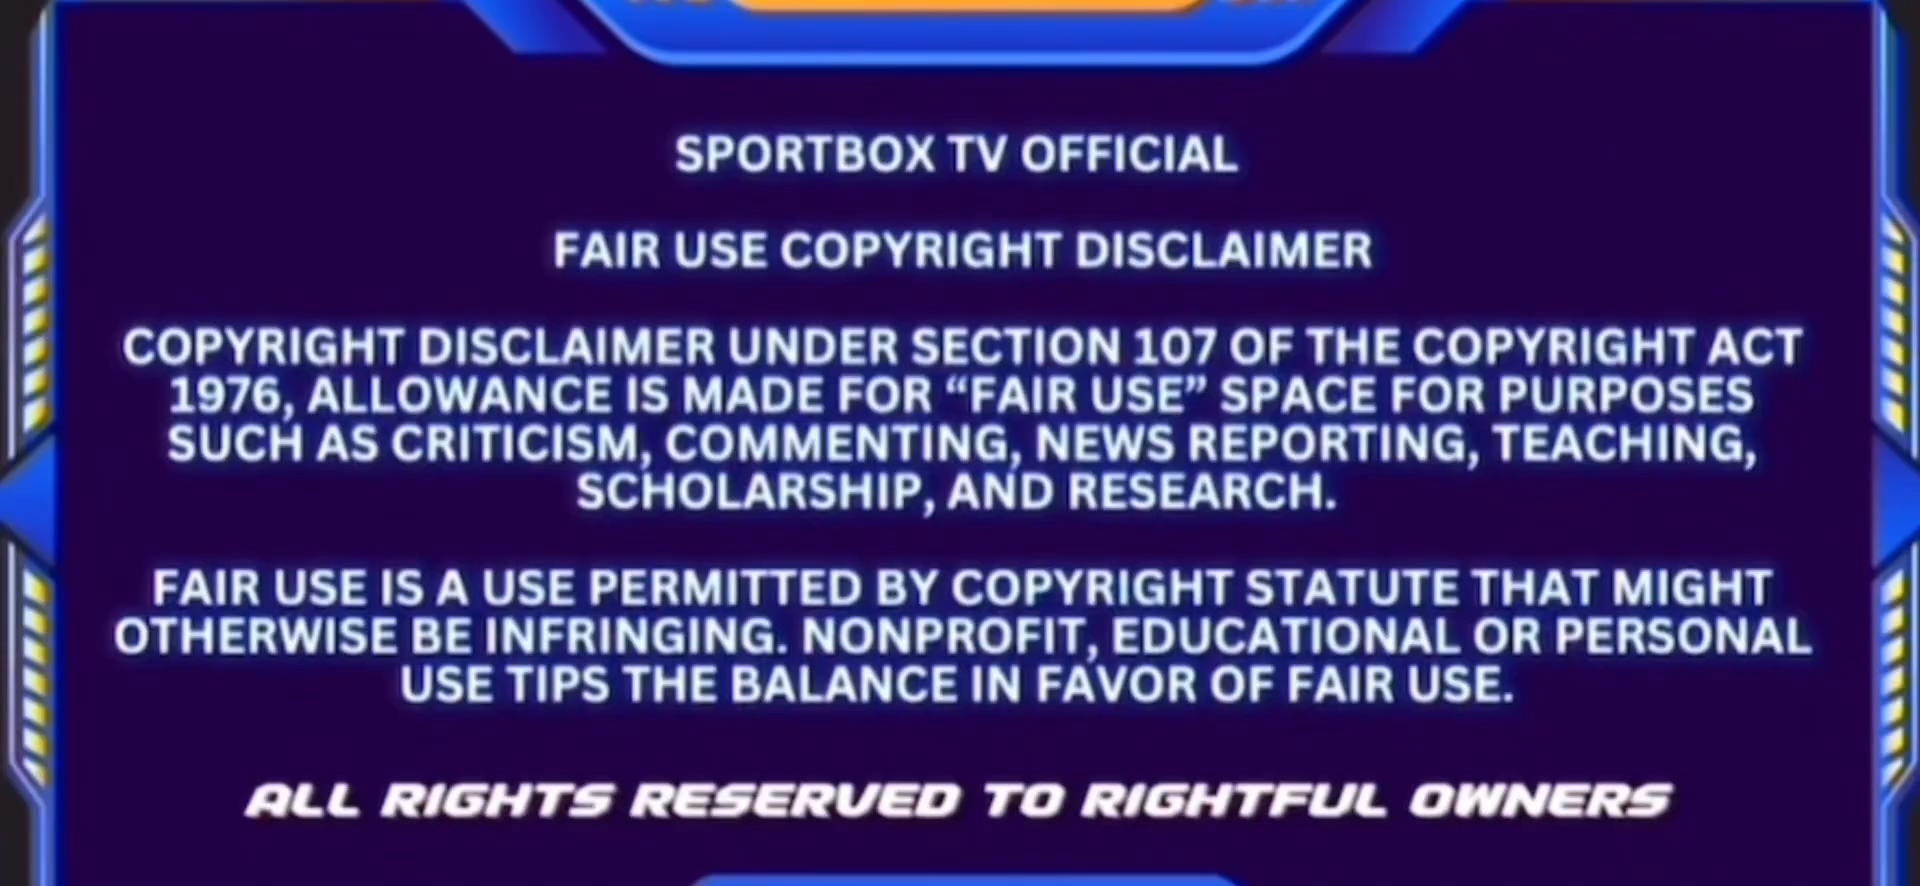 SPORTBOX TV OFFICIAL
FAIR USE COPYRIGHT DISCLAIMER
COPYRIGHT DISCLAIMER UNDER SECTION 107 OF THE COPYRIGHT ACT
1976, ALLOWANCE IS MADE FOR “FAIR USE” SPACE FOR PURPOSES
SUCH AS CRITICISM, COMMENTING, NEWS REPORTING, TEACHING,
SCHOLARSHIP, AND RESEARCH.
FAIR USE IS A USE PERMITTED BY COPYRIGHT STATUTE THAT MIGHT
OTHERWISE BE INFRINGING. NONPROFIT, EDUCATIONAL OR PERSONAL
USE TIPS THE BALANCE IN FAVOR OF FAIR USE.
ALL RIGHTS RESERVED TO RIGHTFUL OWNERS